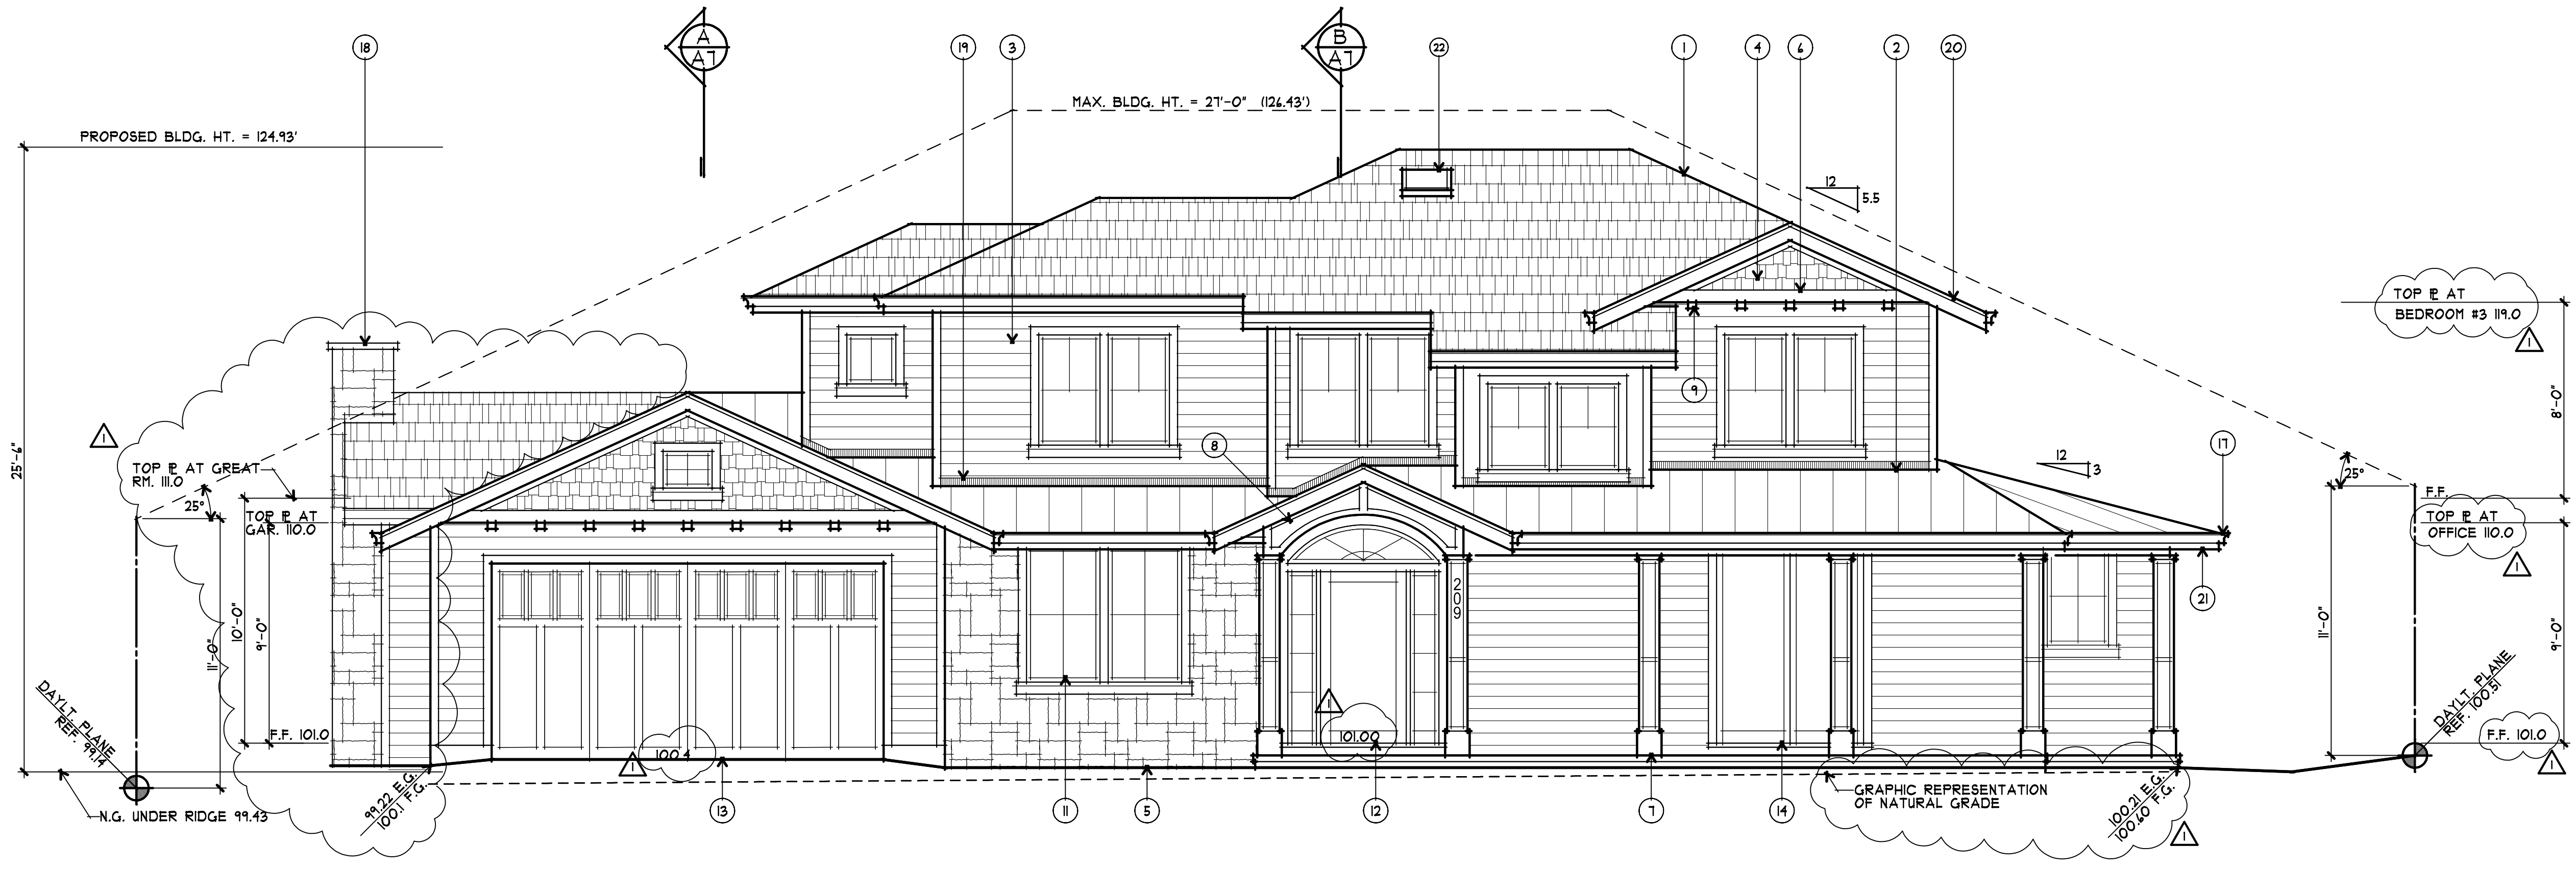 18
A
A7
19
3
B
A7
22
1
4
6
2
20
MAX. BLDG. HT. = 27'-0" (126.43')
PROPOSED BLDG. HT. = 124.93'
12
5.5
TOP PL AT
BEDROOM #3 119.0
1
9
8'-0"
1
8
17
25'-6"
12
3
TOP PL AT GREAT
RM. 111.0
25°
25°
F.F.
TOP PL AT
GAR. 110.0
TOP PL AT
OFFICE 110.0
1
209
21
10'-0"
9'-0"
11'-0"
11'-0"
9'-0"
DAYLT. PLANE
REF. 99.14
DAYLT. PLANE
REF. 100.51
F.F. 101.0
1
101.00
F.F. 101.0
1
100.4
1
N.G. UNDER RIDGE 99.43
99.22 E.G.
100.1 F.G.
13
11
5
12
7
14
GRAPHIC REPRESENTATION
OF NATURAL GRADE
100.21 E.G.
100.60 F.G.
1